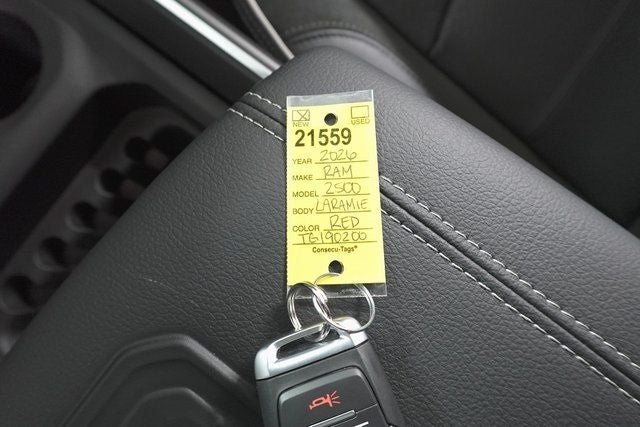 NEW USED
21559
YEAR 2026
MAKE RAM
MODEL 2500
BODY LARAMIE
COLOR RED
TG190200
Consecu-Tags®